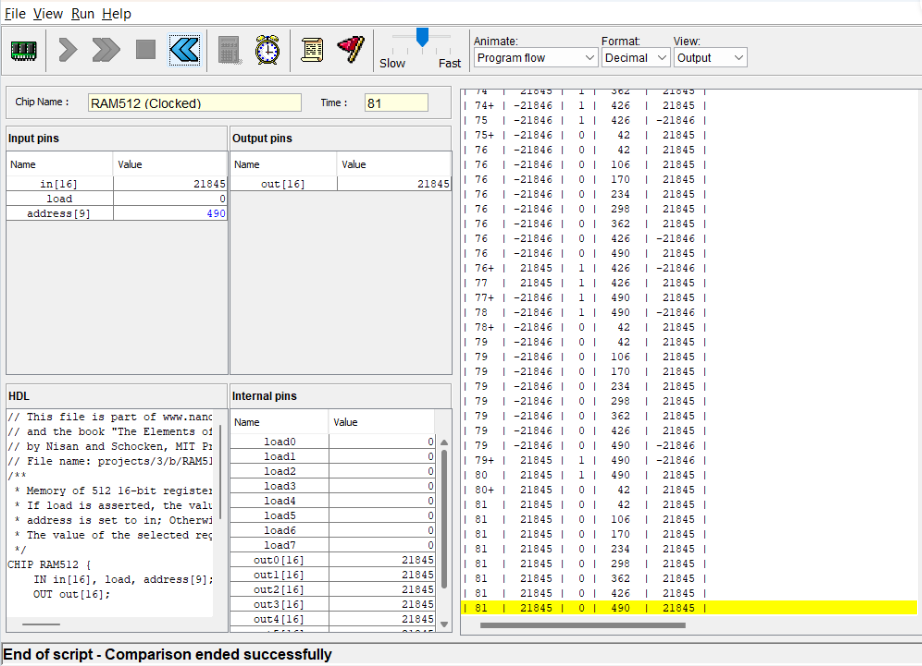 File View Run Help
Slow Fast
Animate: Format: View:
Program flow Decimal Output
Chip Name : RAM512 (Clocked) Time : 81
Input pins
Name Value
in[16] 21845
load 0
address[9] 490
Output pins
Name Value
out[16] 21845
HDL
// This file is part of www.nand
// and the book "The Elements of
// by Nisan and Schocken, MIT Pr
// File name: projects/3/b/RAM51
/**
* Memory of 512 16-bit register
* If load is asserted, the valu
* address is set to in; Otherwi
* The value of the selected reg
*/
CHIP RAM512 {
IN in[16], load, address[9];
OUT out[16];
Internal pins
Name Value
load0 0
load1 0
load2 0
load3 0
load4 0
load5 0
load6 0
load7 0
out0[16] 21845
out1[16] 21845
out2[16] 21845
out3[16] 21845
out4[16] 21845
| 74 | 21845 | 1 | 362 | 21845 |
| 74+ | -21846 | 1 | 426 | 21845 |
| 75 | -21846 | 1 | 426 | -21846 |
| 75+ | -21846 | 0 | 42 | 21845 |
| 76 | -21846 | 0 | 42 | 21845 |
| 76 | -21846 | 0 | 106 | 21845 |
| 76 | -21846 | 0 | 170 | 21845 |
| 76 | -21846 | 0 | 234 | 21845 |
| 76 | -21846 | 0 | 298 | 21845 |
| 76 | -21846 | 0 | 362 | 21845 |
| 76 | -21846 | 0 | 426 | -21846 |
| 76 | -21846 | 0 | 490 | 21845 |
| 76+ | 21845 | 1 | 426 | -21846 |
| 77 | 21845 | 1 | 426 | 21845 |
| 77+ | -21846 | 1 | 490 | 21845 |
| 78 | -21846 | 1 | 490 | -21846 |
| 78+ | -21846 | 0 | 42 | 21845 |
| 79 | -21846 | 0 | 42 | 21845 |
| 79 | -21846 | 0 | 106 | 21845 |
| 79 | -21846 | 0 | 170 | 21845 |
| 79 | -21846 | 0 | 234 | 21845 |
| 79 | -21846 | 0 | 298 | 21845 |
| 79 | -21846 | 0 | 362 | 21845 |
| 79 | -21846 | 0 | 426 | 21845 |
| 79 | -21846 | 0 | 490 | -21846 |
| 79+ | 21845 | 1 | 490 | -21846 |
| 80 | 21845 | 1 | 490 | 21845 |
| 80+ | 21845 | 0 | 42 | 21845 |
| 81 | 21845 | 0 | 42 | 21845 |
| 81 | 21845 | 0 | 106 | 21845 |
| 81 | 21845 | 0 | 170 | 21845 |
| 81 | 21845 | 0 | 234 | 21845 |
| 81 | 21845 | 0 | 298 | 21845 |
| 81 | 21845 | 0 | 362 | 21845 |
| 81 | 21845 | 0 | 426 | 21845 |
| 81 | 21845 | 0 | 490 | 21845 |
End of script - Comparison ended successfully